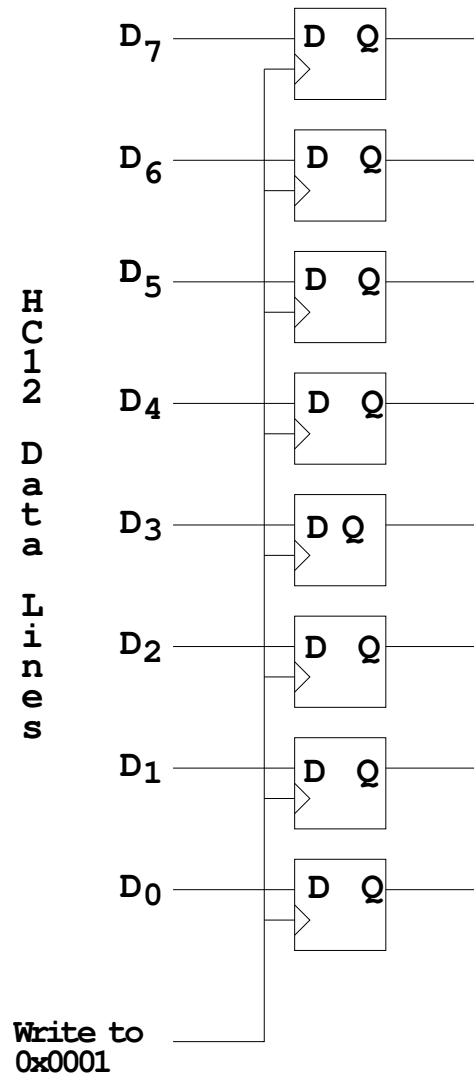 D7 D Q
D6 D Q
D5 D Q
D4 D Q
D3 D Q
D2 D Q
D1 D Q
D0 D Q
HC12 Data Lines
Write to
0x0001